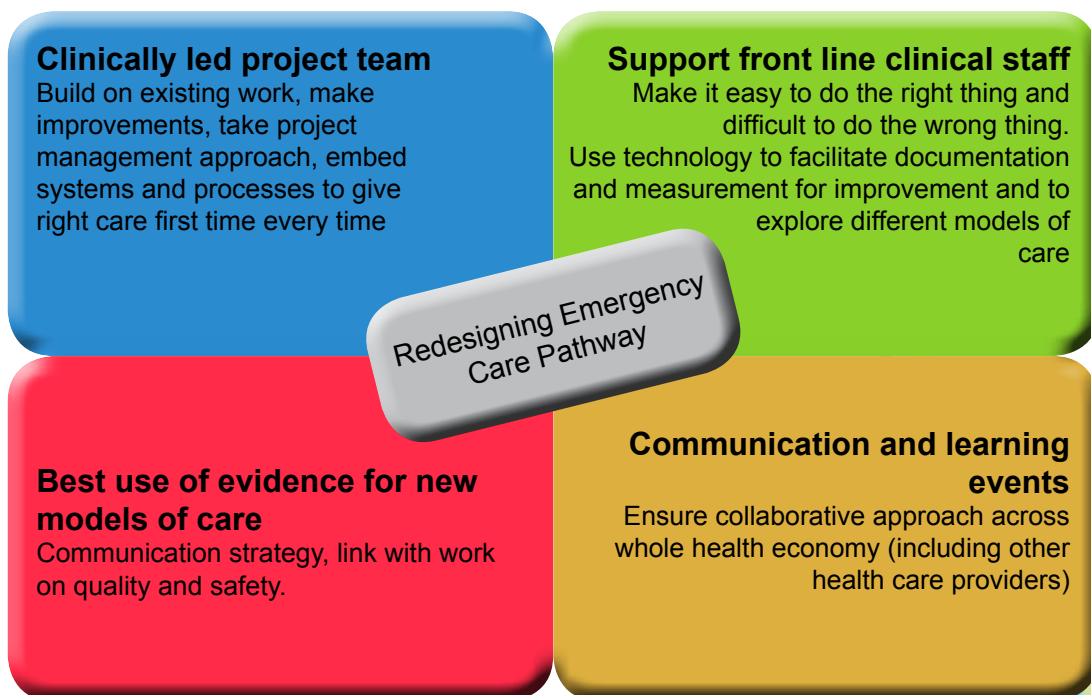 Clinically led project team
Build on existing work, make
improvements, take project
management approach, embed
systems and processes to give
right care first time every time
Support front line clinical staff
Make it easy to do the right thing and
difficult to do the wrong thing.
Use technology to facilitate documentation
and measurement for improvement and to
explore different models of
care
Redesigning Emergency
Care Pathway
Best use of evidence for new
models of care
Communication strategy, link with work
on quality and safety.
Communication and learning
events
Ensure collaborative approach across
whole health economy (including other
health care providers)